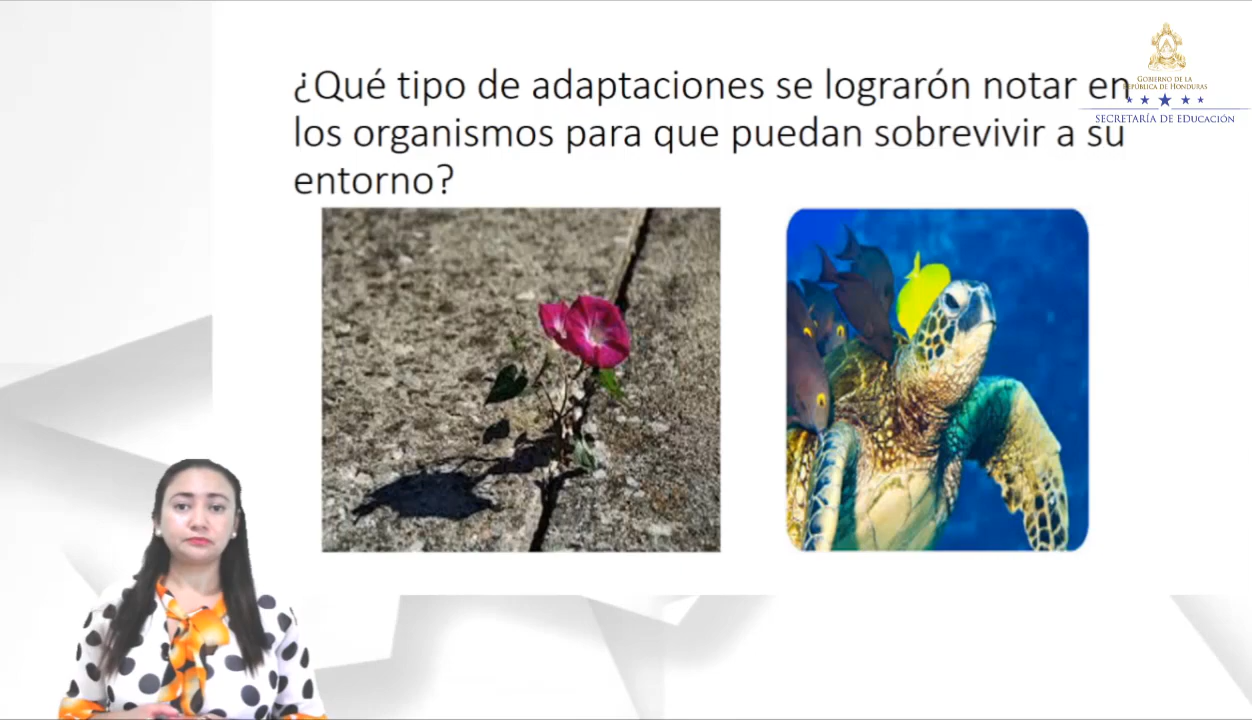 ¿Qué tipo de adaptaciones se lograrón notar en
los organismos para que puedan sobrevivir a su
entorno?
GOBIERNO DE LA
REPÚBLICA DE HONDURAS
SECRETARÍA DE EDUCACIÓN